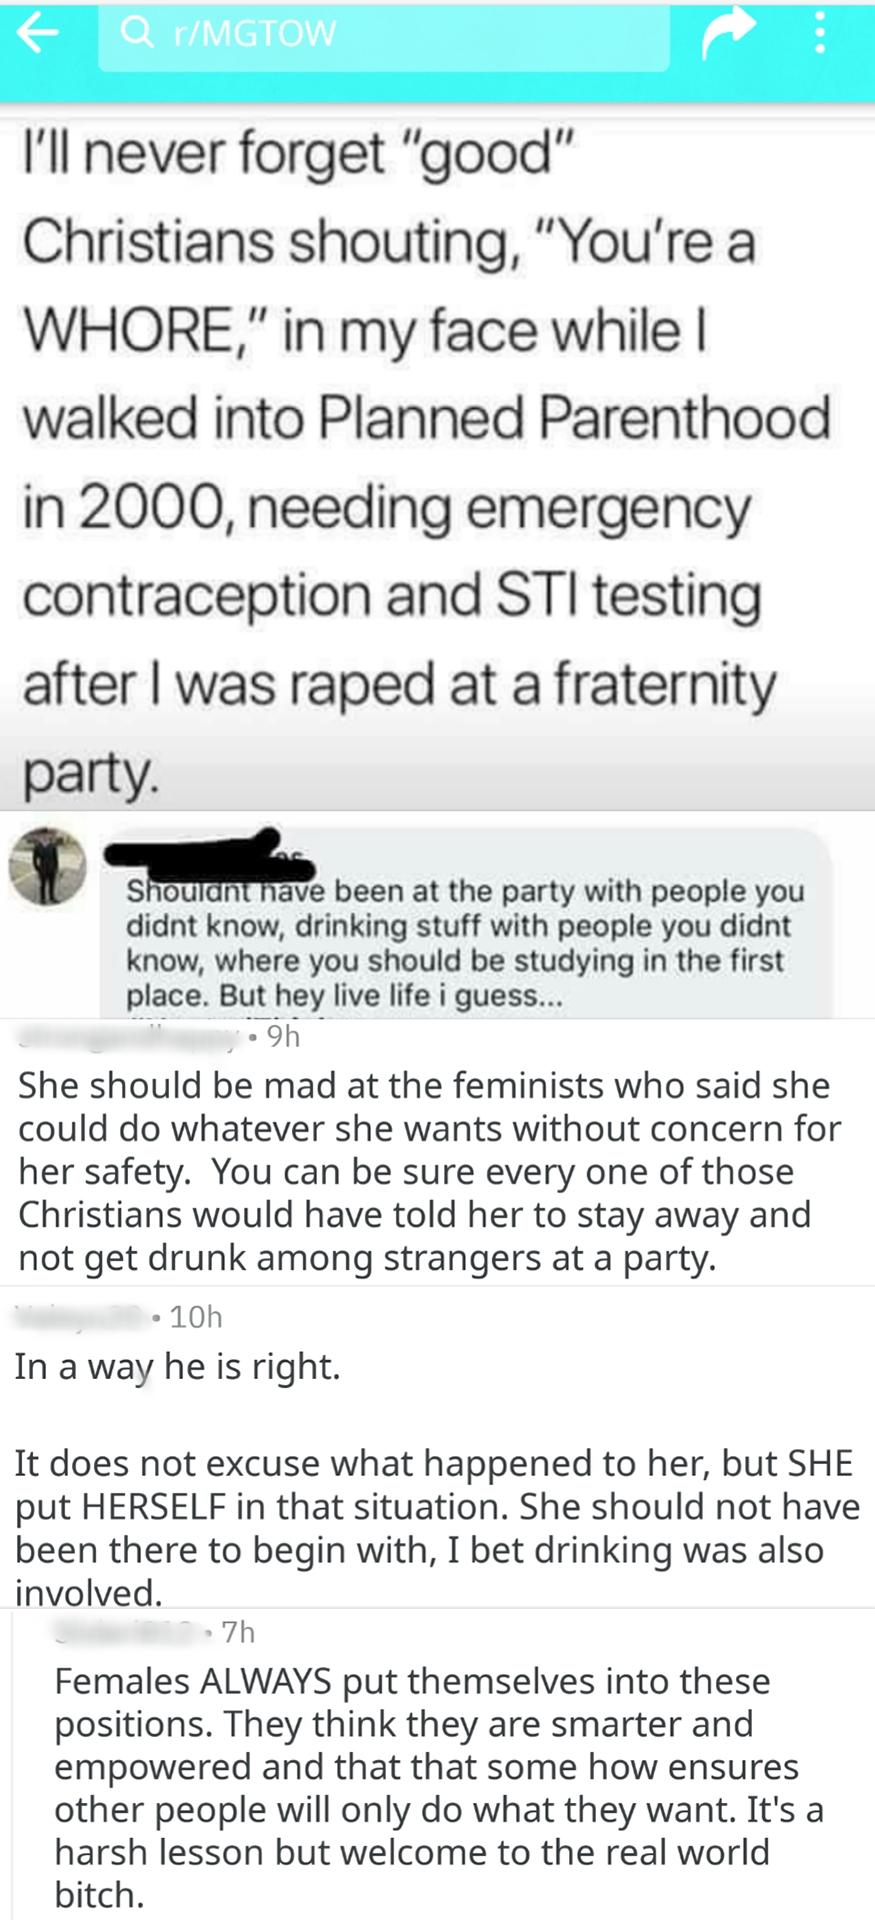 r/MGTOW
I'll never forget "good"
Christians shouting, "You're a
WHORE," in my face while I
walked into Planned Parenthood
in 2000, needing emergency
contraception and STI testing
after I was raped at a fraternity
party.
Shouldnt have been at the party with people you
didnt know, drinking stuff with people you didnt
know, where you should be studying in the first
place. But hey live life i guess...
• 9h
She should be mad at the feminists who said she
could do whatever she wants without concern for
her safety.  You can be sure every one of those
Christians would have told her to stay away and
not get drunk among strangers at a party.
• 10h
In a way he is right.
It does not excuse what happened to her, but SHE
put HERSELF in that situation. She should not have
been there to begin with, I bet drinking was also
involved.
• 7h
Females ALWAYS put themselves into these
positions. They think they are smarter and
empowered and that that some how ensures
other people will only do what they want. It's a
harsh lesson but welcome to the real world
bitch.